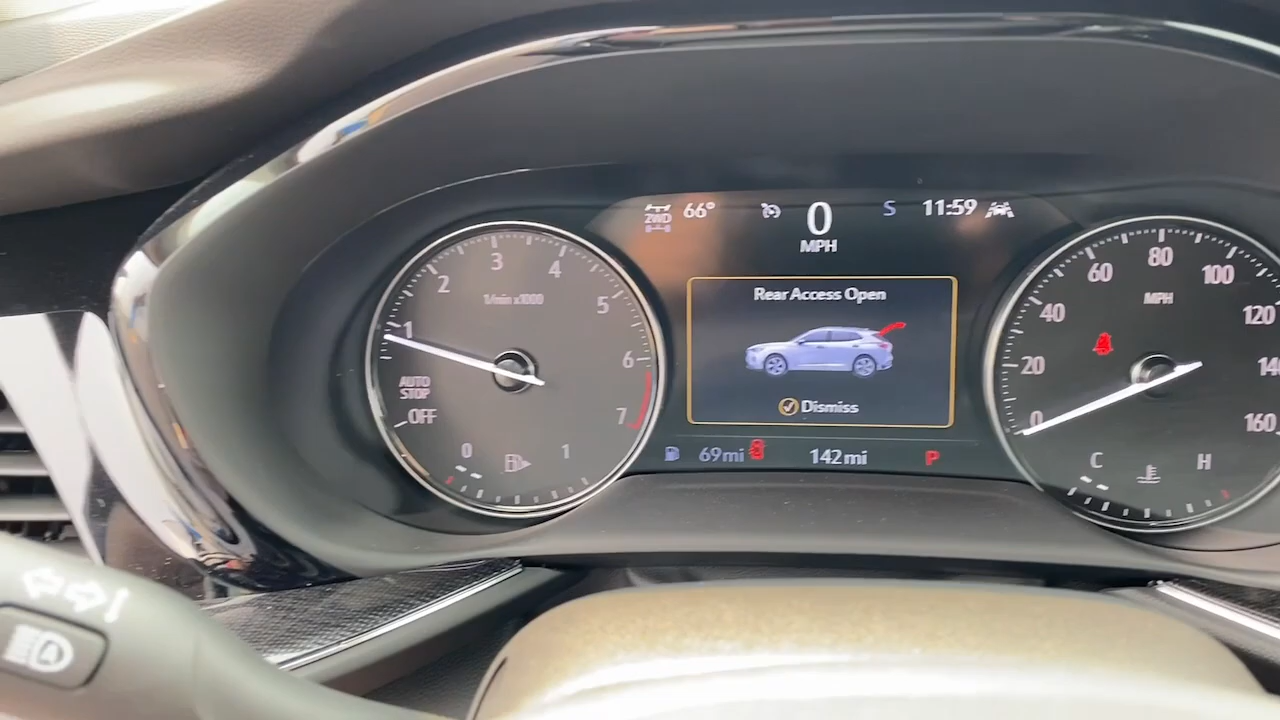 2WD 66° 0 S 11:59
MPH
Rear Access Open
Dismiss
69mi 142mi P
1 2 3 4 5 6 7
1/min x1000
AUTO
STOP
OFF
0 1
0 20 40 60 80 100 120 160
MPH
C H